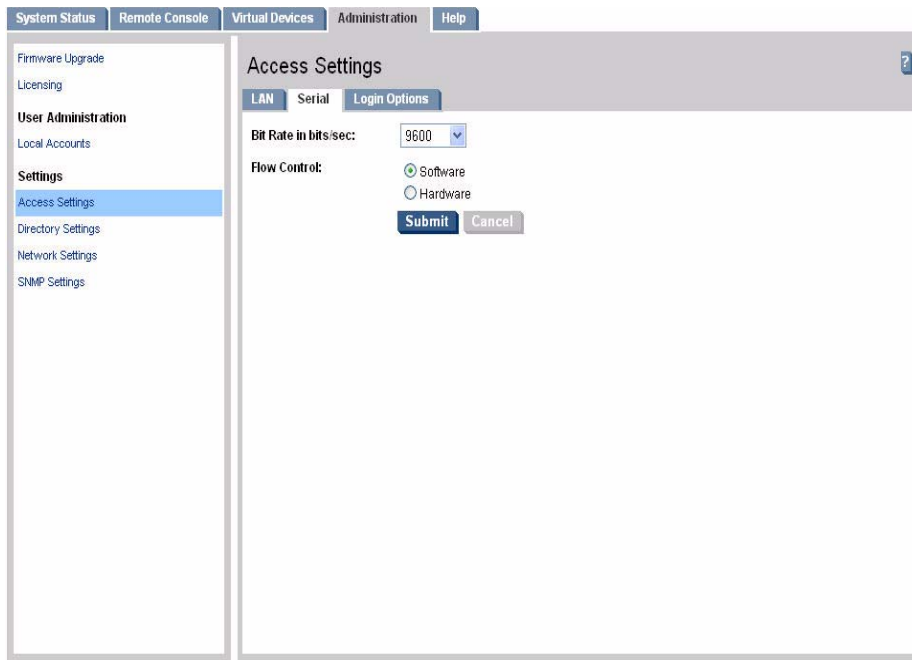 System Status Remote Console Virtual Devices Administration Help
Firmware Upgrade
Licensing
User Administration
Local Accounts
Settings
Access Settings
Directory Settings
Network Settings
SNMP Settings
Access Settings
?
LAN Serial Login Options
Bit Rate in bits/sec: 9600
Flow Control: Software
Hardware
Submit Cancel